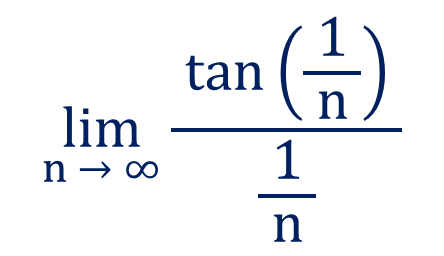 lim n → ∞ tan (1/n) / (1/n)